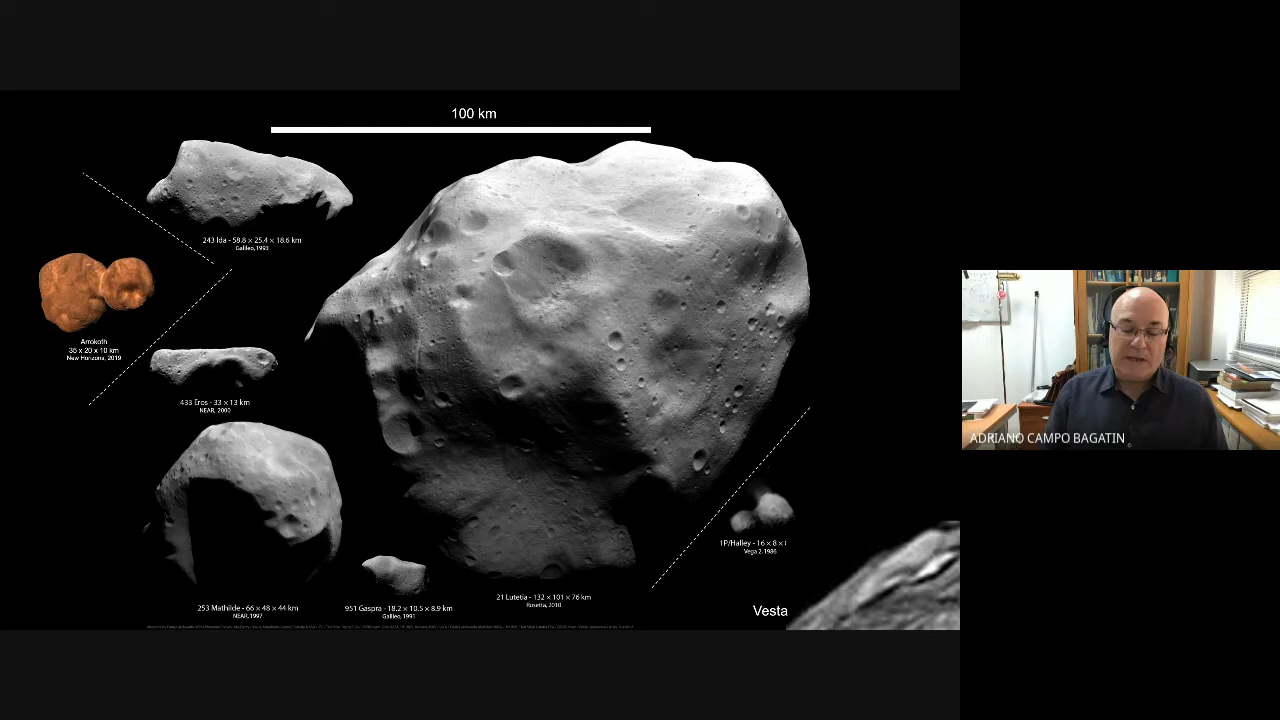 100 km
243 Ida - 58.8 × 25.4 × 18.6 km
Galileo, 1993
Arrokoth
35 x 20 x 10 km
New Horizons, 2019
433 Eros - 33 × 13 km
NEAR, 2000
ADRIANO CAMPO BAGATIN
1P/Halley - 16 × 8 ×
Vega 2, 1986
253 Mathilde - 66 × 48 × 44 km
NEAR, 1997
951 Gaspra - 18.2 × 10.5 × 8.9 km
Galileo, 1991
21 Lutetia - 132 × 101 × 76 km
Rosetta, 2010
Vesta